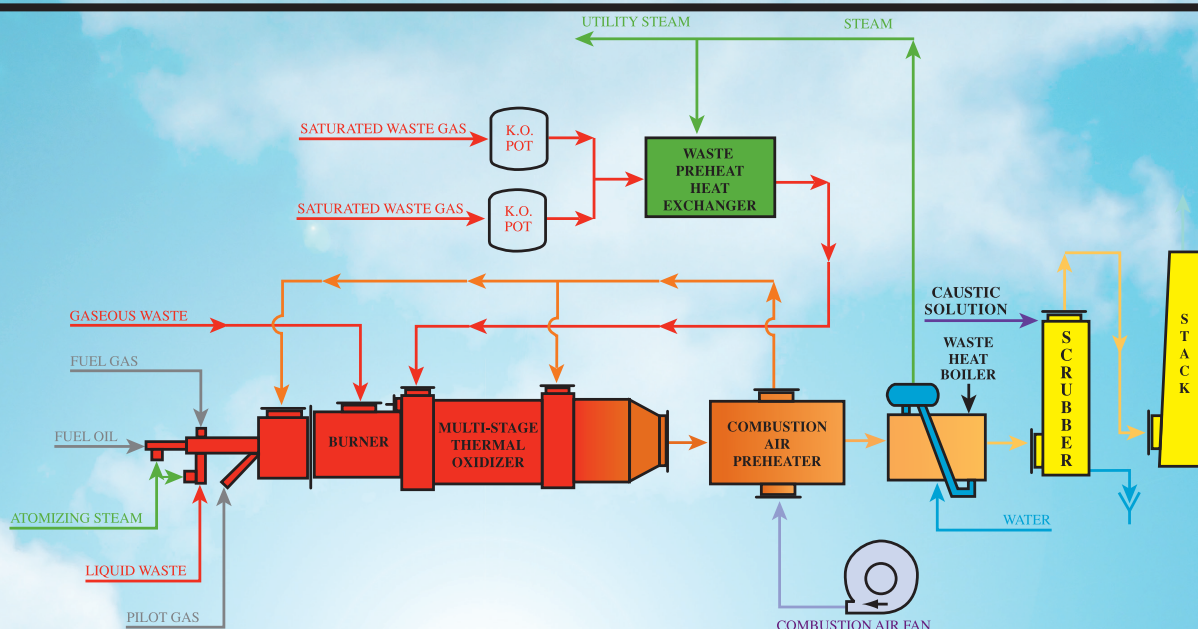 UTILITY STEAM
STEAM
SATURATED WASTE GAS
K.O.
POT
WASTE
PREHEAT
HEAT
EXCHANGER
SATURATED WASTE GAS
K.O.
POT
CAUSTIC
SOLUTION
GASEOUS WASTE
WASTE
HEAT
BOILER
SCRUBBER
STACK
FUEL GAS
FUEL OIL
BURNER
MULTI-STAGE
THERMAL
OXIDIZER
COMBUSTION
AIR
PREHEATER
ATOMIZING STEAM
WATER
LIQUID WASTE
PILOT GAS
COMBUSTION AIR FAN